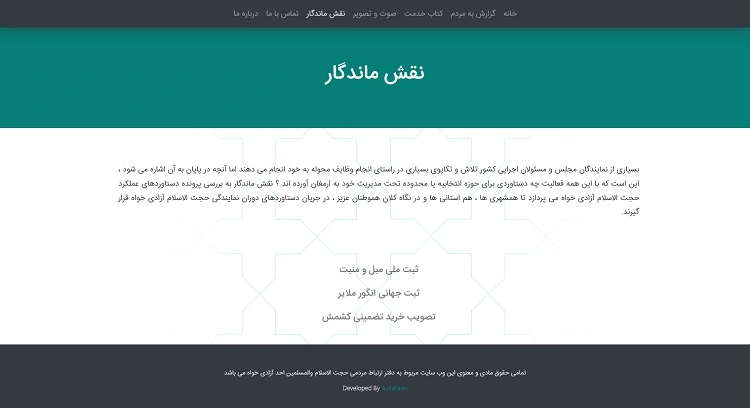 خانه گزارش به مردم کتاب خدمت صوت و تصویر نقش ماندگار تماس با ما درباره ما
نقش ماندگار
بسیاری از نمایندگان مجلس و مسئولان اجرایی کشور تلاش و تکاپوی بسیاری در راستای انجام وظایف محوله به خود انجام می دهند اما آنچه در پایان به آن اشاره می شود ،
این است که با این همه فعالیت چه دستاوردی برای حوزه انتخابیه یا محدوده تحت مدیریت خود به ارمغان آورده اند ؟ نقش ماندگار به بررسی پرونده دستاوردهای عملکرد
حجت الاسلام آزادی خواه می پردازد تا همشهری ها ، هم استانی ها و در نگاه کلان هموطنان عزیز ، در جریان دستاوردهای دوران نمایندگی حجت الاسلام آزادی خواه قرار
گیرند.
ثبت ملی مبل و منبت
ثبت جهانی انگور ملایر
تصویب خرید تضمینی کشمش
تمامی حقوق مادی و معنوی این وب سایت مربوط به دفتر ارتباط مردمی حجت الاسلام والمسلمین احد آزادی خواه می باشد
Developed By